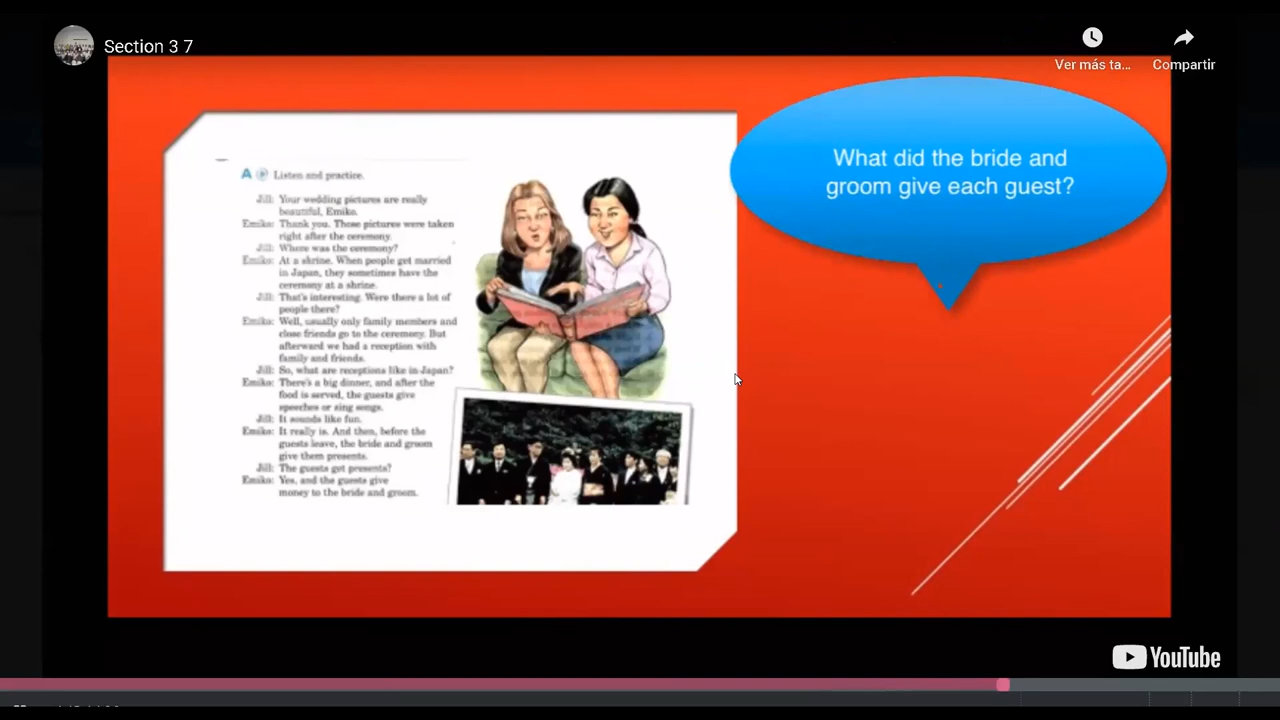 Section 3 7
Ver más ta...
Compartir
What did the bride and
groom give each guest?
A Listen and practice.
Jill: Your wedding pictures are really
beautiful, Emiko.
Emiko: Thank you. Those pictures were taken
right after the ceremony.
Jill: Where was the ceremony?
Emiko: At a shrine. When people get married
in Japan, they sometimes have the
ceremony at a shrine.
Jill: That's interesting. Were there a lot of
people there?
Emiko: Well, usually only family members and
close friends go to the ceremony. But
afterward we had a reception with
family and friends.
Jill: So, what are receptions like in Japan?
Emiko: There's a big dinner, and after the
food is served, the guests give
speeches or sing songs.
Jill: It sounds like fun.
Emiko: It really is. And then, before the
guests leave, the bride and groom
give them presents.
Jill: The guests get presents?
Emiko: Yes, and the guests give
money to the bride and groom.
YouTube